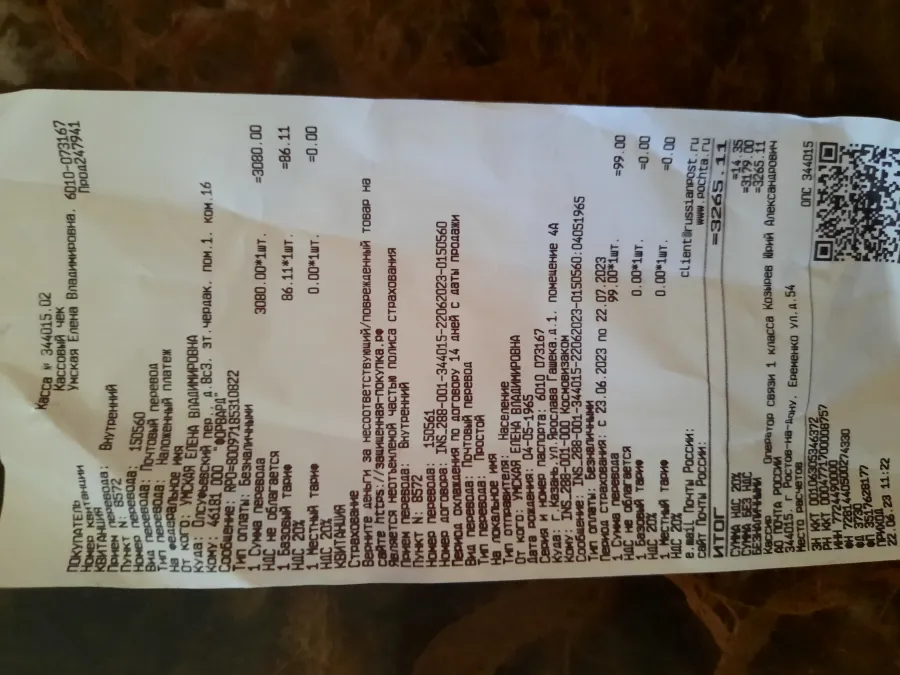 Касса № 344015.02
Кассовый чек
Умская Елена Владимировна. 6010-073167
Прод247941
ПОКУПАТЕЛЬ
Номер квитанции
КВИТАНЦИЯ
Прием перевода: Внутренний
Пункт N: 8572
Номер перевода: 150560
Вид перевода: Почтовый перевод
Тип перевода: Наложенный платеж
На федеральное имя
От кого: УМСКАЯ ЕЛЕНА ВЛАДИМИРОВНА
Куда: Олсуфьевский пер., д.8с3. эт.чердак. пом.1. ком.16
Кому: 46181 ООО "ФОРВАРД"
Сообщение: RPO=80097185310822
Тип оплаты: Безналичными
1 Сумма перевода 3080.00*1шт. =3080.00
НДС не облагается
1 Базовый тариф 86.11*1шт. =86.11
НДС 20%
1 Местный тариф 0.00*1шт. =0.00
НДС 20%
КВИТАНЦИЯ
Страхование
Верните деньги за несоответствующий/поврежденный товар на
сайте:https://защищенная-покупка.рф
Является неотъемлемой частью полиса страхования
Прием перевода: Внутренний
Пункт N: 8572
Номер перевода: 150561
Номер договора: INS.288-001-344015-22062023-0150560
Период охлаждения по договору 14 дней с даты продажи
Вид перевода: Почтовый перевод
Тип перевода: Простой
На локальное имя
Тип отправителя: Население
От кого: УМСКАЯ ЕЛЕНА ВЛАДИМИРОВНА
Дата рождения: 04-05-1965
Серия и номер паспорта: 6010 073167
Куда: г.Казань,ул.Ярослава Гашека,д.1. помещение 4А
Кому: INS.288-001-000 Космовизаком
Сообщение: INS.288-001-344015-22062023-0150560:04051965
Тип оплаты: Безналичными
Период страхования: с 23.06.2023 по 22.07.2023
1 Сумма перевода 99.00*1шт. =99.00
НДС не облагается
1 Базовый тариф 0.00*1шт. =0.00
НДС 20%
1 Местный тариф 0.00*1шт. =0.00
НДС 20%
e.mail Почты России: client@russianpost.ru
сайт Почты России: www.pochta.ru
ИТОГ =3265.11
СУММА НДС 20% =14.35
СУММА БЕЗ НДС =3179.00
БЕЗНАЛИЧНЫМИ =3265.11
Кассир Оператор связи 1 класса Козырев Юрий Александрович
АО ПОЧТА РОССИИ
344015. г Ростов-на-Дону. Еременко ул.д.54
Место расчетов ОПС 344015
ЗН ККТ 00105305346372
РН ККТ 0004771700008757
ИНН 7724490000
ФН 7281440500274330
ФД 3530
ФП 3754628177
ПРИХОД
22.06.23 11:22